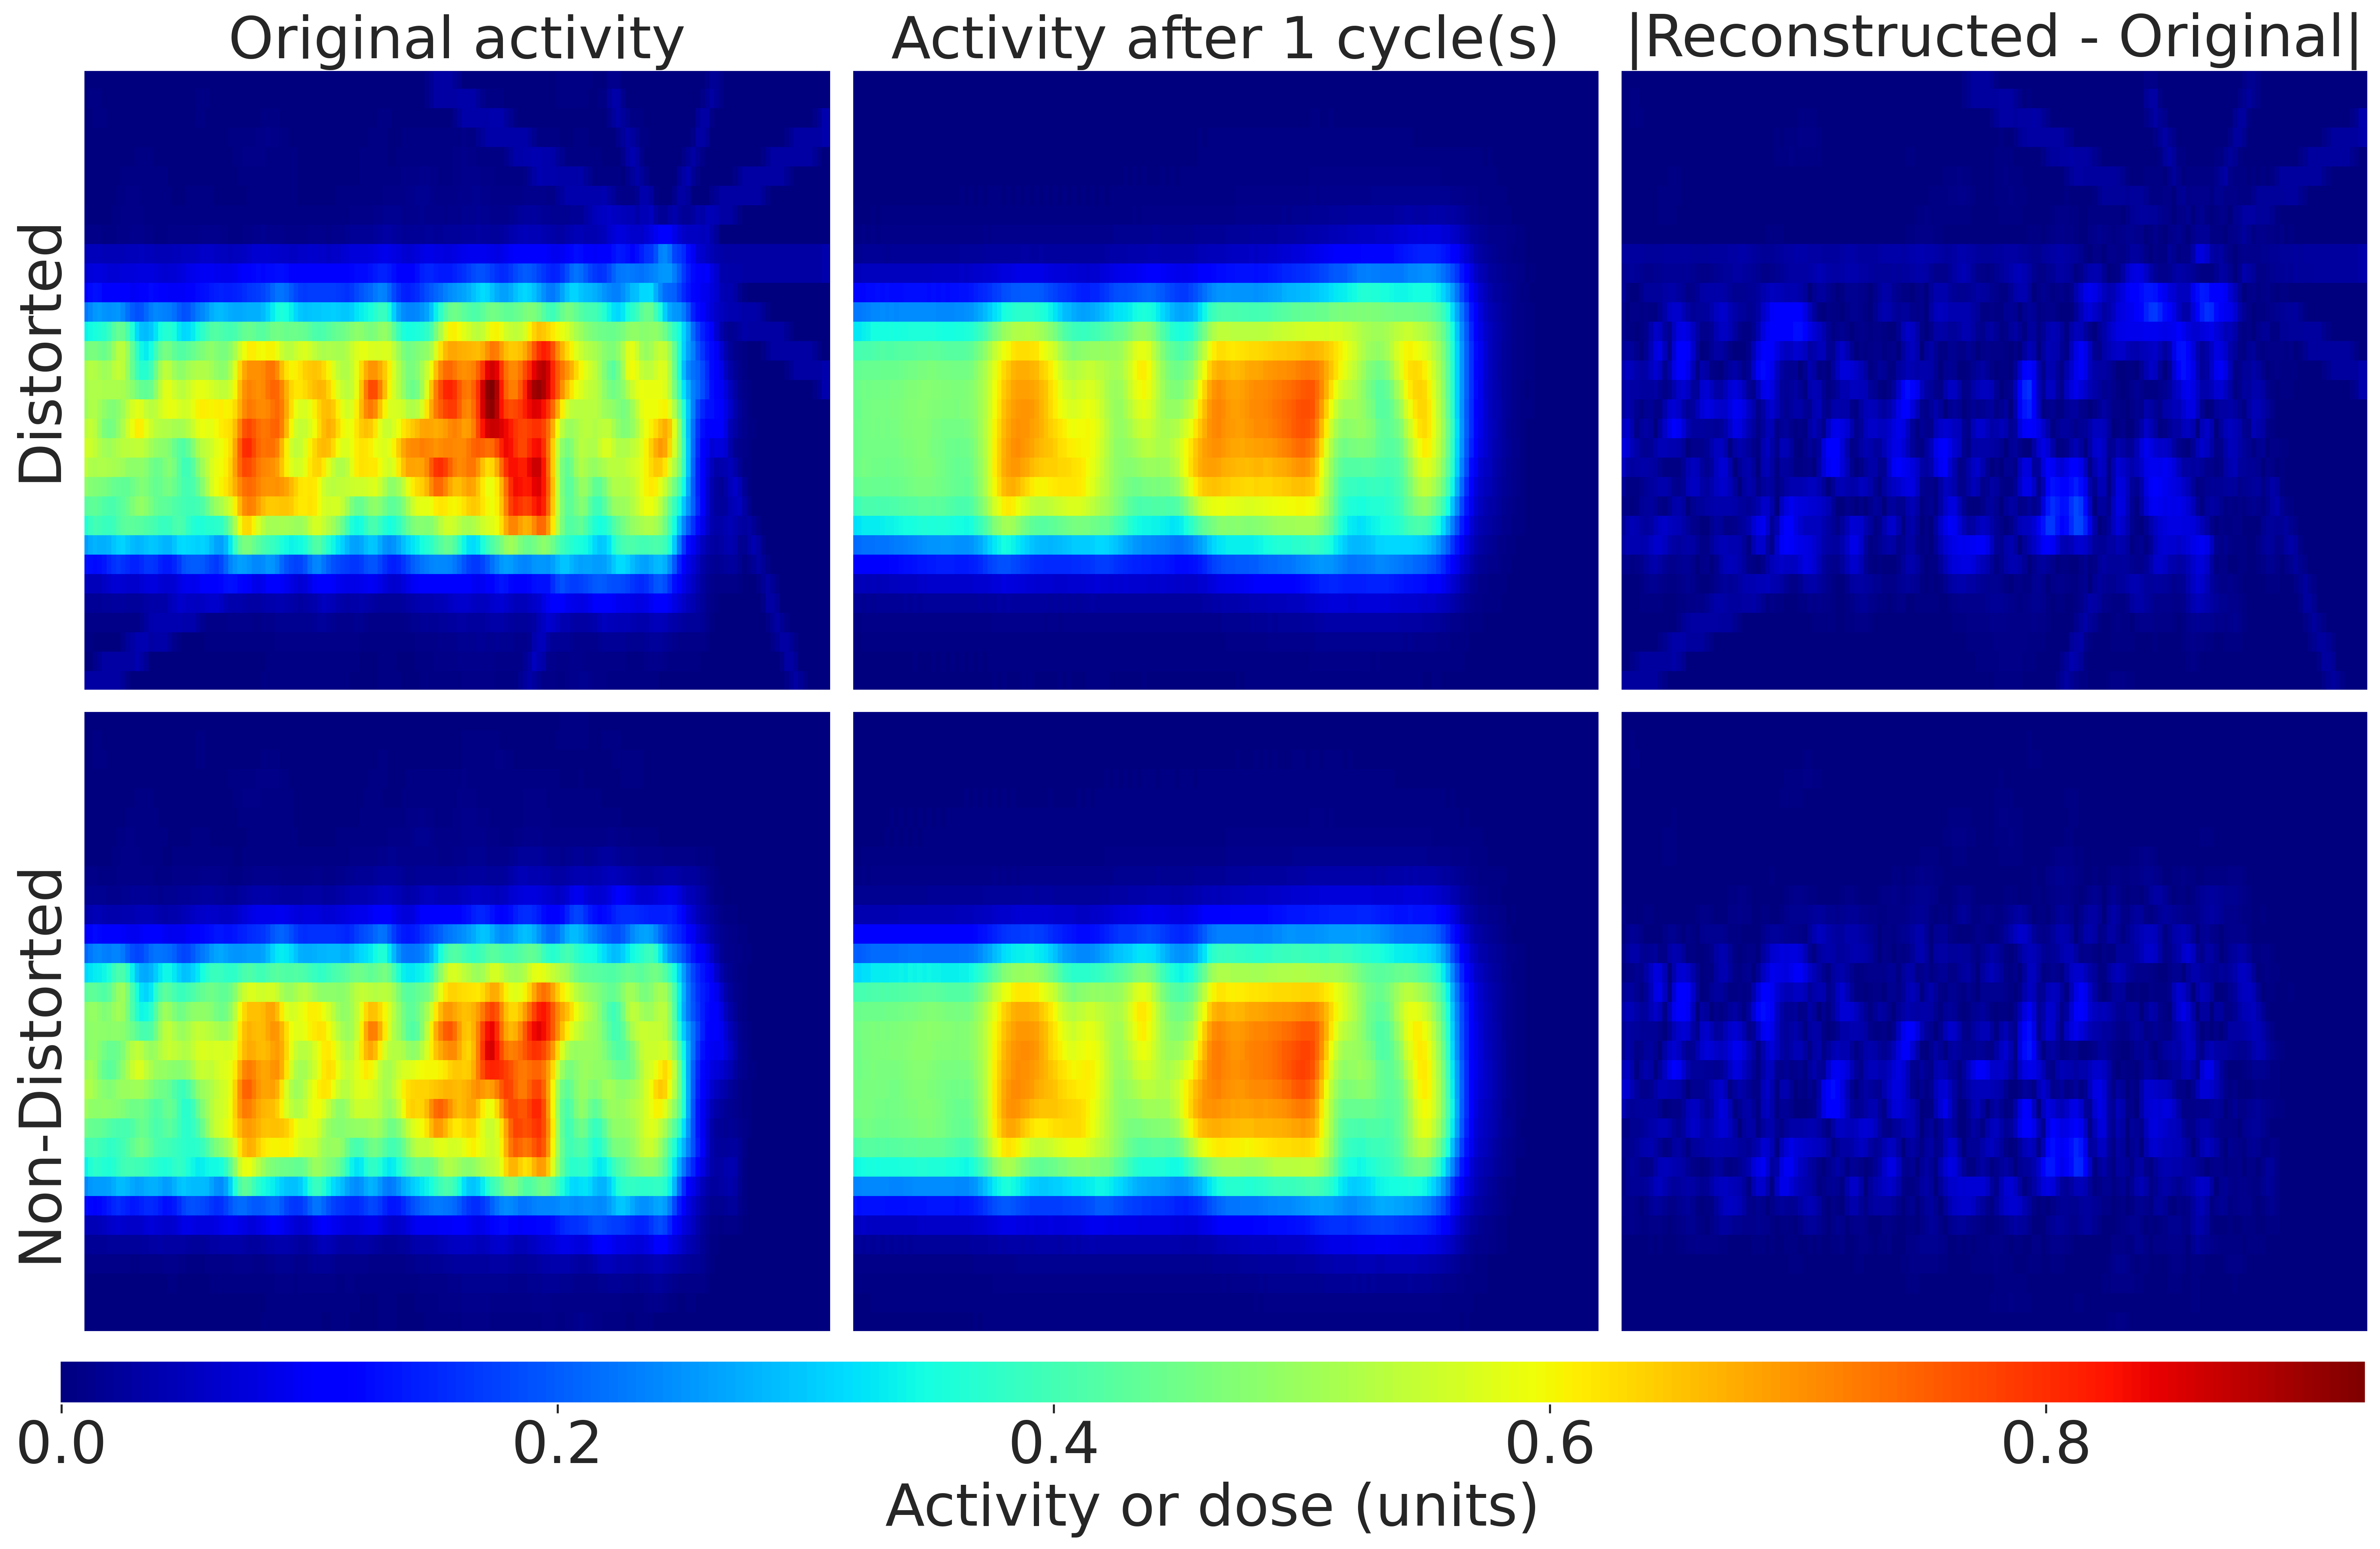 Original activity
Activity after 1 cycle(s)
|Reconstructed - Original|
Distorted
Non-Distorted
0.0 0.2 0.4 0.6 0.8
Activity or dose (units)